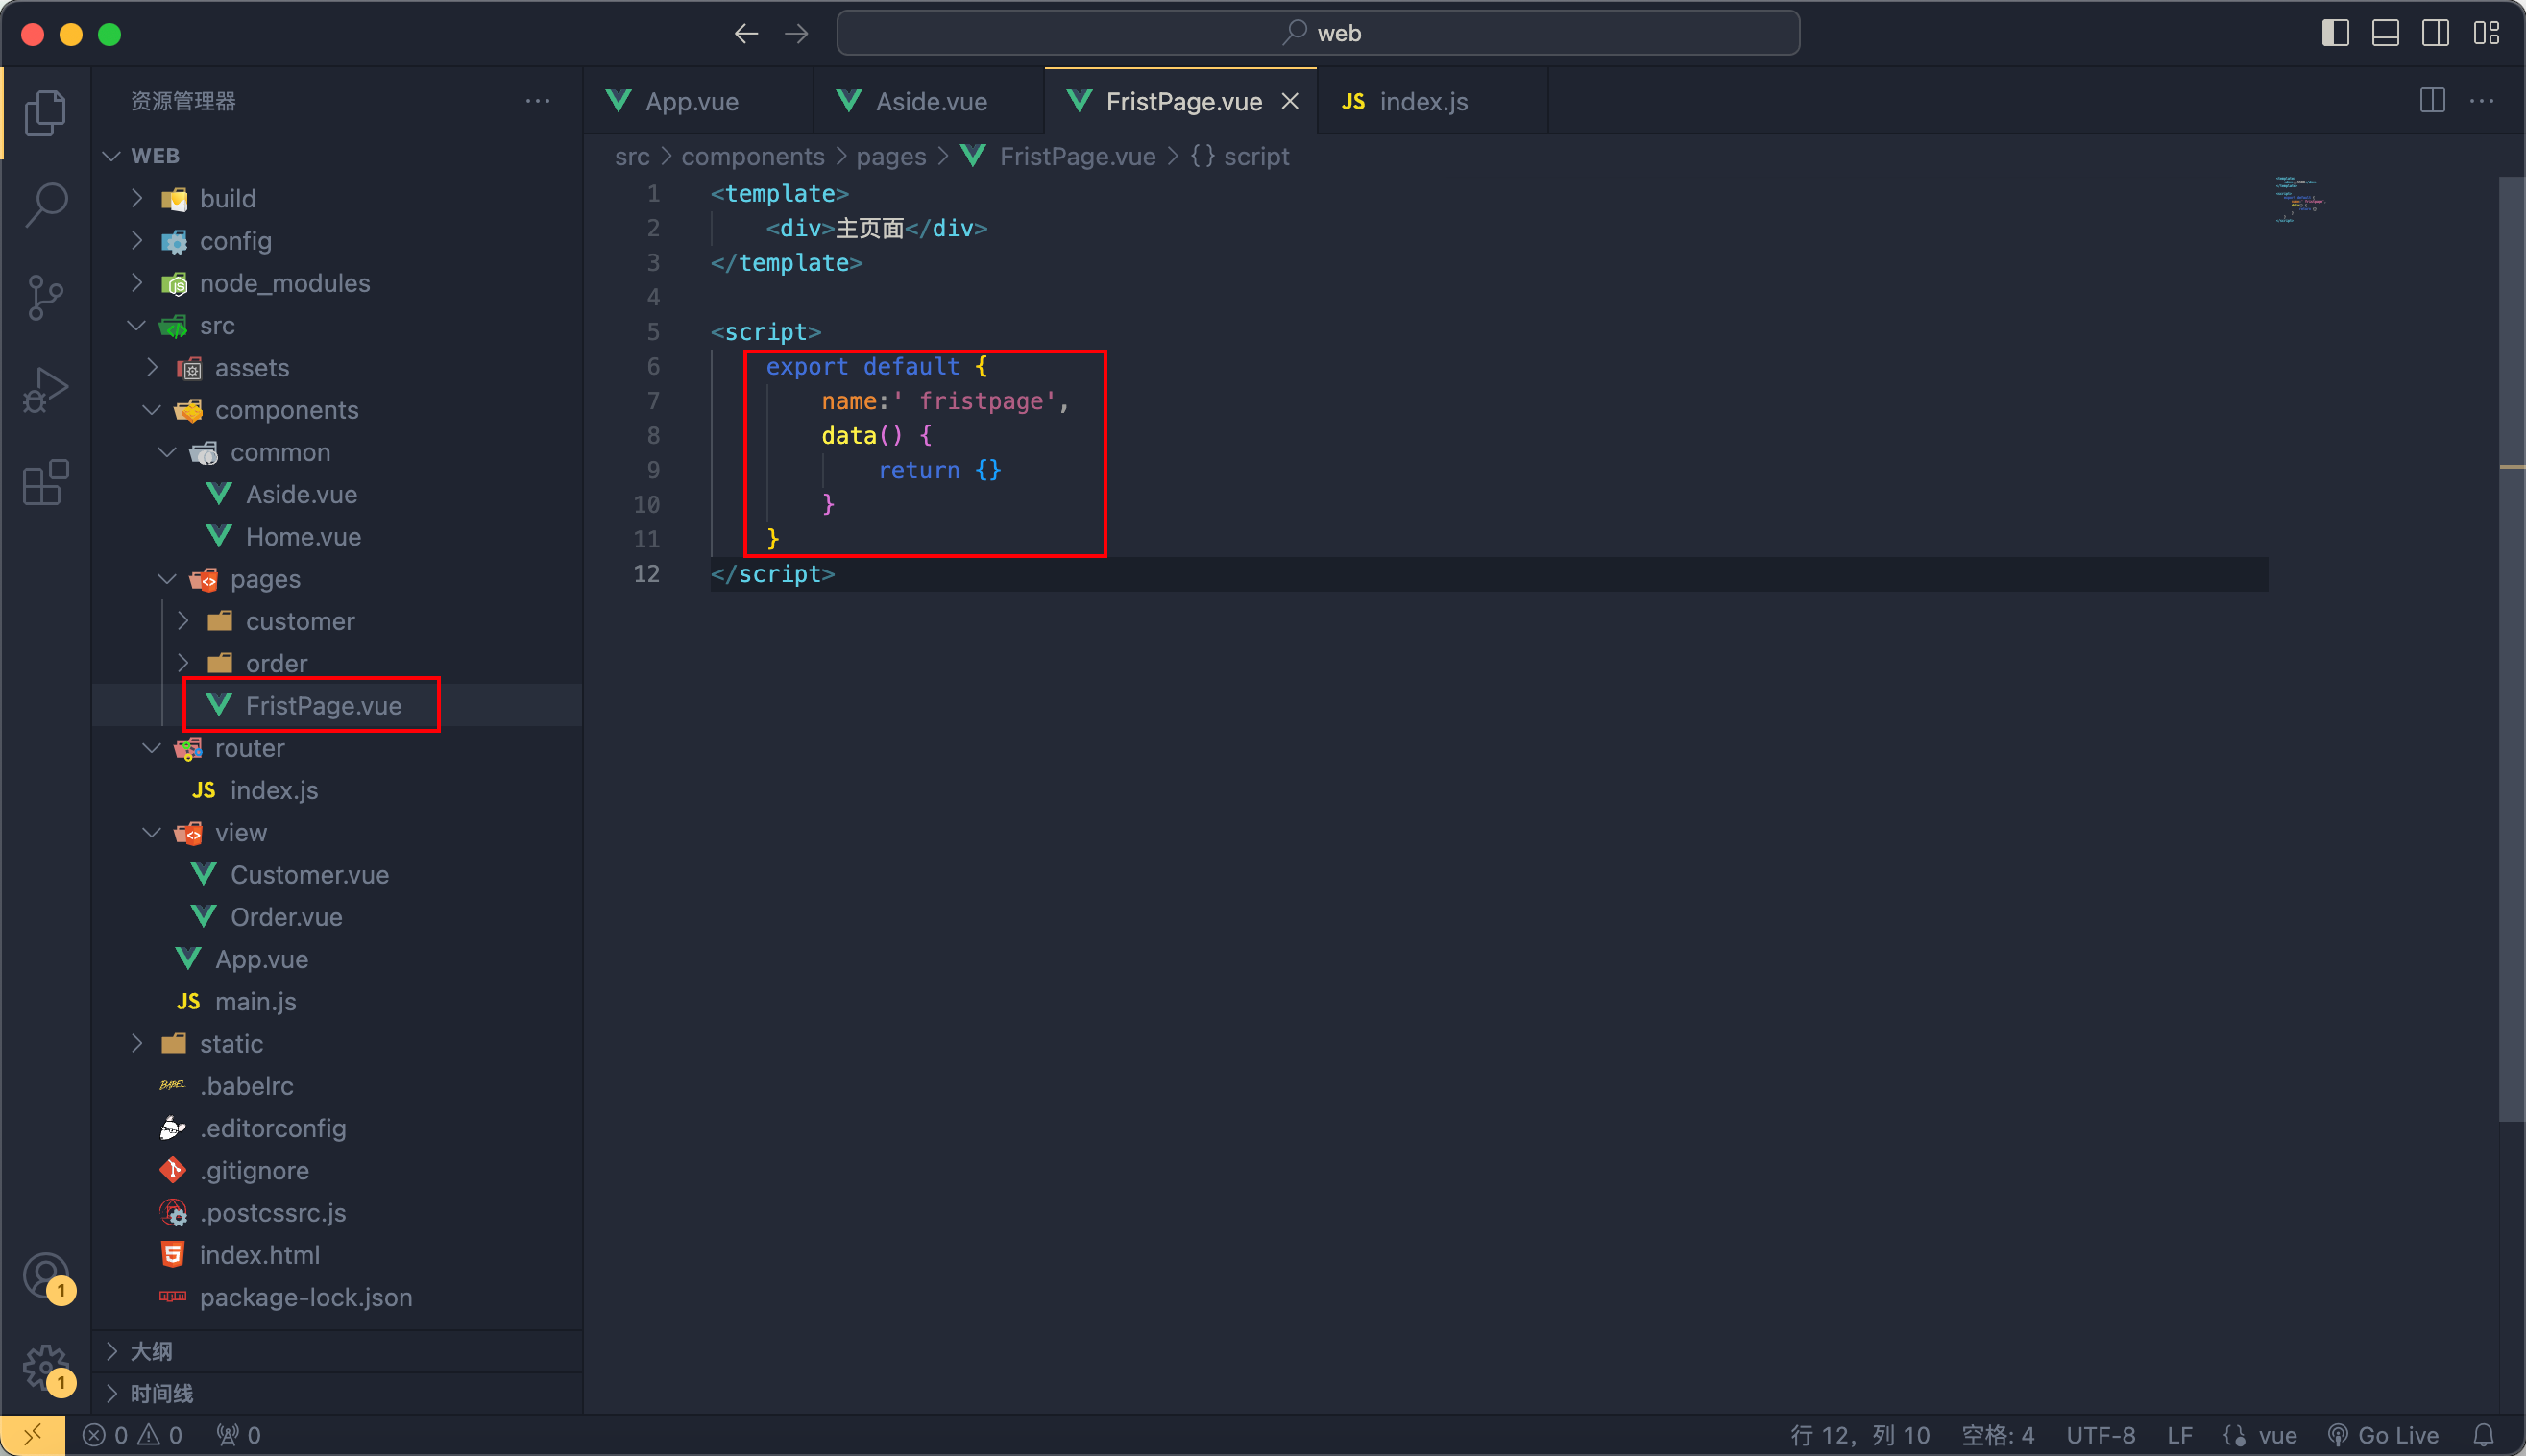 web
资源管理器
WEB
build
config
node_modules
src
assets
components
common
Aside.vue
Home.vue
pages
customer
order
FristPage.vue
router
JS index.js
view
Customer.vue
Order.vue
App.vue
JS main.js
static
BABEL .babelrc
.editorconfig
.gitignore
.postcssrc.js
5 index.html
package-lock.json
大纲
时间线
1
1
App.vue
Aside.vue
FristPage.vue
JS index.js
src > components > pages > FristPage.vue > {} script
1 <template>
2 <div>主页面</div>
3 </template>
4
5 <script>
6 export default {
7 name:' fristpage',
8 data() {
9 return {}
10 }
11 }
12 </script>
0 0 0
行 12，列 10 空格: 4 UTF-8 LF {} vue Go Live